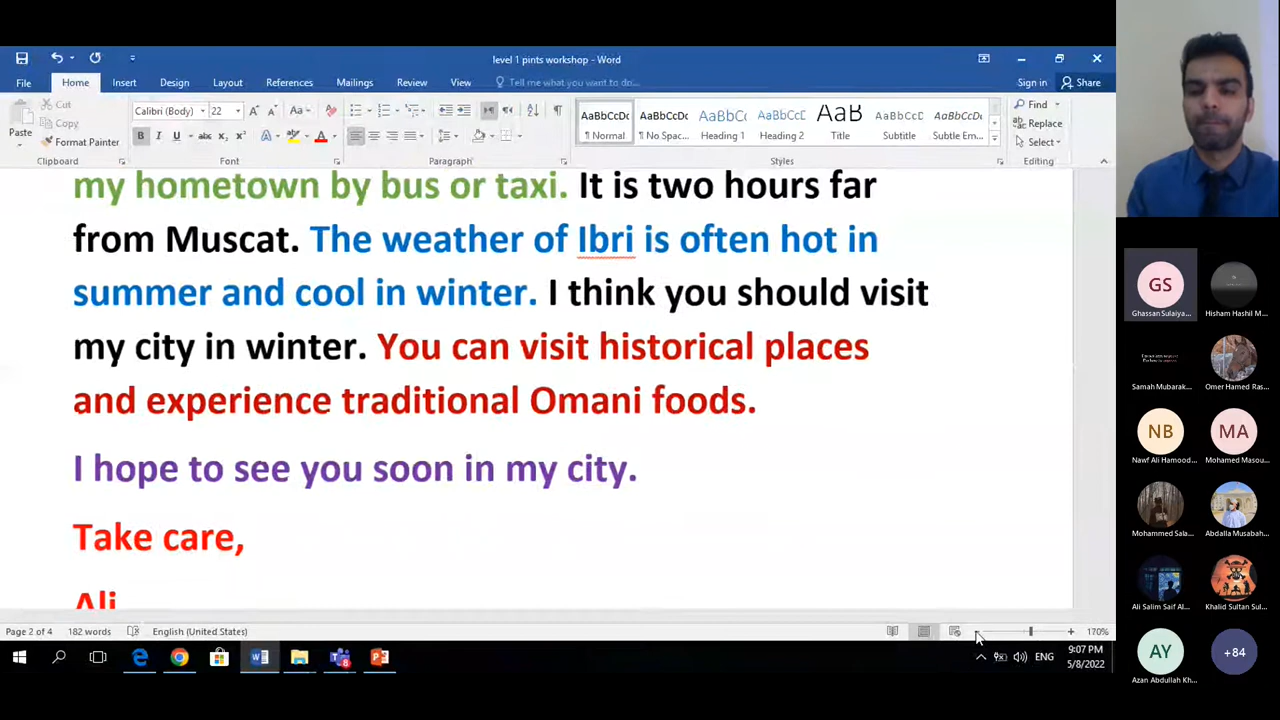 level 1 pints workshop - Word
File Home Insert Design Layout References Mailings Review View Tell me what you want to do... Sign in Share
Paste Cut Copy Format Painter Clipboard
Calibri (Body) 22 Font
Paragraph
AaBbCcDc ¶ Normal AaBbCcDc ¶ No Spac... AaBbCc Heading 1 AaBbCcE Heading 2 AaB Title AaBbCcC Subtitle AaBbCcDc Subtle Em... Styles
Find Replace Select Editing
my hometown by bus or taxi. It is two hours far
from Muscat. The weather of Ibri is often hot in
summer and cool in winter. I think you should visit
my city in winter. You can visit historical places
and experience traditional Omani foods.
I hope to see you soon in my city.
Take care,
Ali
Page 2 of 4 182 words English (United States) 170%
ENG 9:07 PM
5/8/2022
GS
Ghassan Sulaiya... Hisham Hashil M...
Samah Mubarak... Omer Hamed Ras...
NB MA
Nawf Ali Hamood... Mohamed Masou...
Mohammed Sala... Abdalla Musabah...
Ali Salim Saif Al... Khalid Sultan Sul...
AY +84
Azan Abdullah Kh...